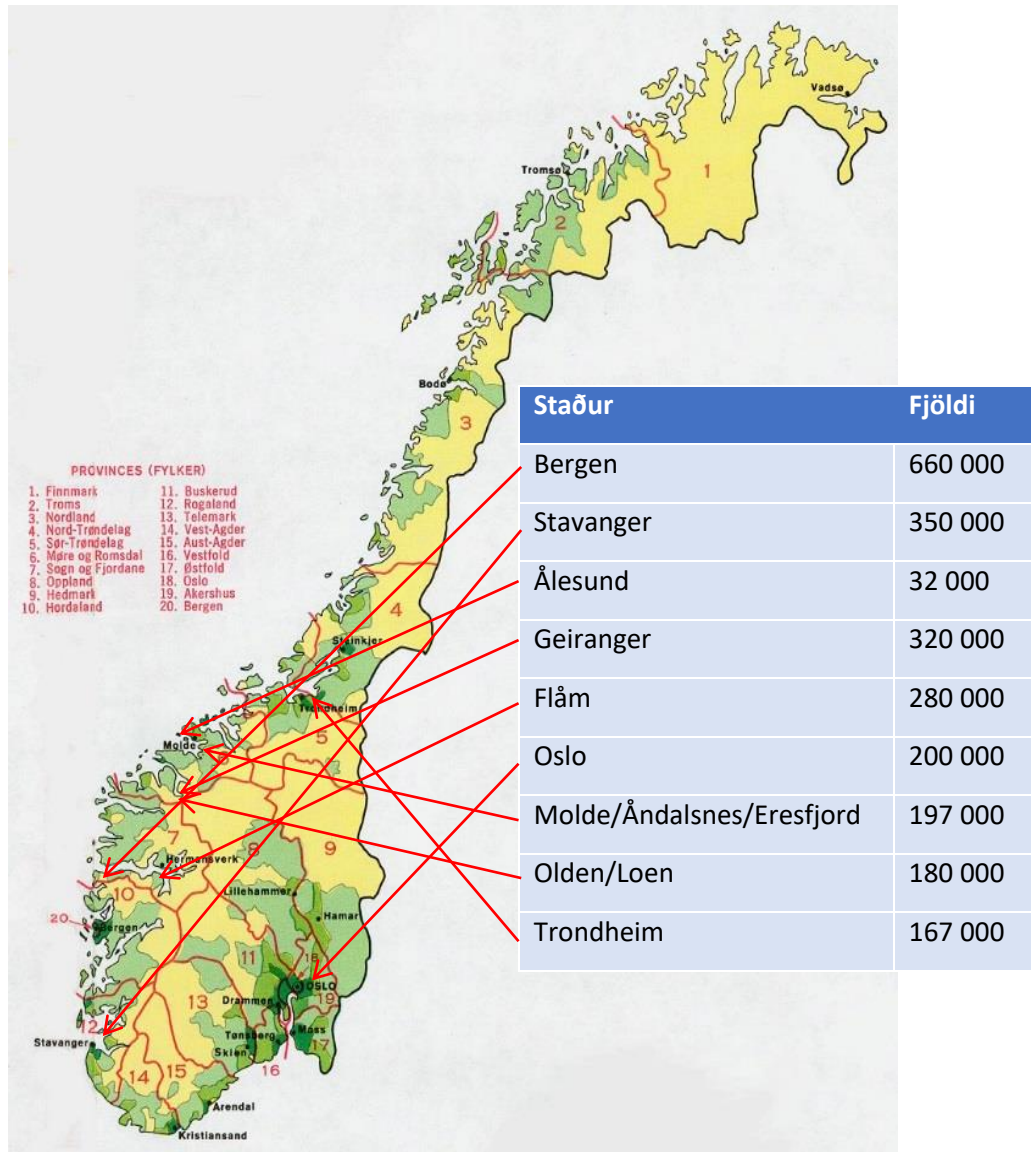 Vadsø
1
Tromsø
2
Bodø
3
Staður Fjöldi
Bergen 660 000
Stavanger 350 000
Ålesund 32 000
Geiranger 320 000
Flåm 280 000
Oslo 200 000
Molde/Åndalsnes/Eresfjord 197 000
Olden/Loen 180 000
Trondheim 167 000
PROVINCES (FYLKER)
1. Finnmark 11. Buskerud
2. Troms 12. Rogaland
3. Nordland 13. Telemark
4. Nord-Trøndelag 14. Vest-Agder
5. Sør-Trøndelag 15. Aust-Agder
6. Møre og Romsdal 16. Vestfold
7. Sogn og Fjordane 17. Østfold
8. Oppland 18. Oslo
9. Hedmark 19. Akershus
10. Hordaland 20. Bergen
4
Steinkjer
Trondheim
5
Molde
6
7
8
9
Hermansverk
10
Lillehammer
Hamar
20
Bergen
11
18
OSLO
13
19
Drammen
12
Stavanger
Tønsberg
Moss
17
Skien
16
14
15
Arendal
Kristiansand